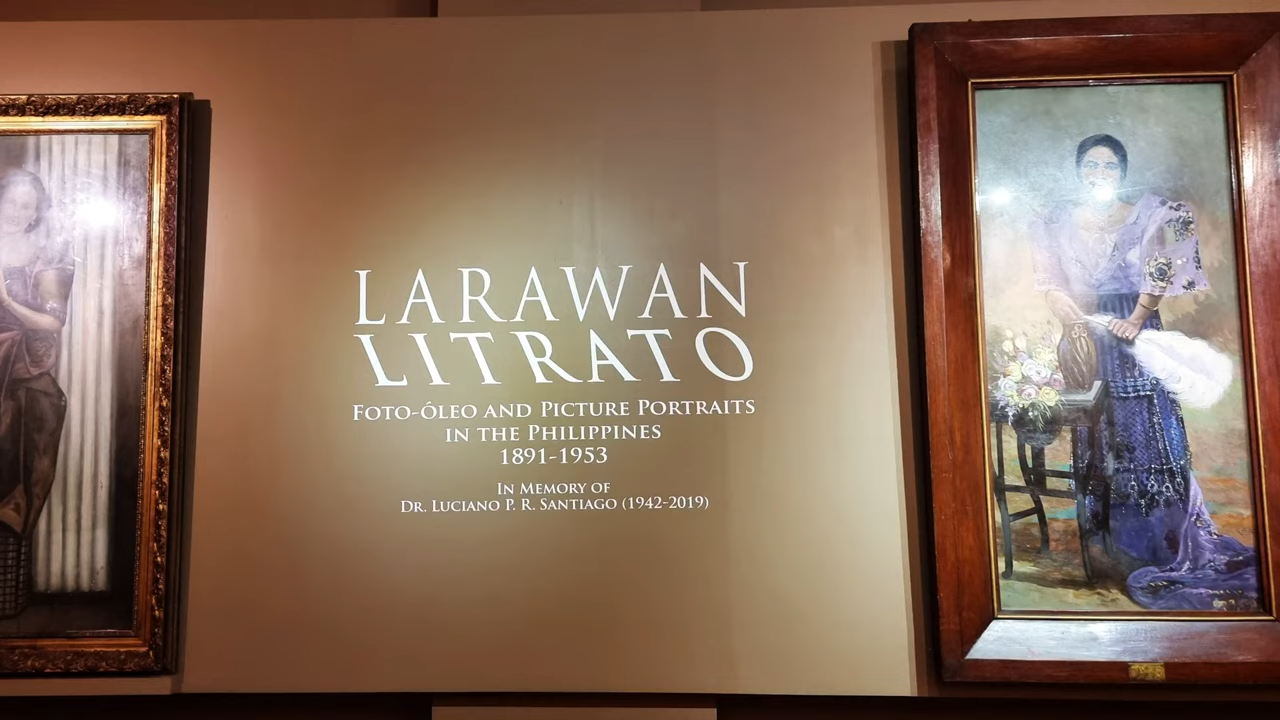 LARAWAN
LITRATO
FOTO-ÓLEO AND PICTURE PORTRAITS
IN THE PHILIPPINES
1891-1953
IN MEMORY OF
DR. LUCIANO P. R. SANTIAGO (1942-2019)